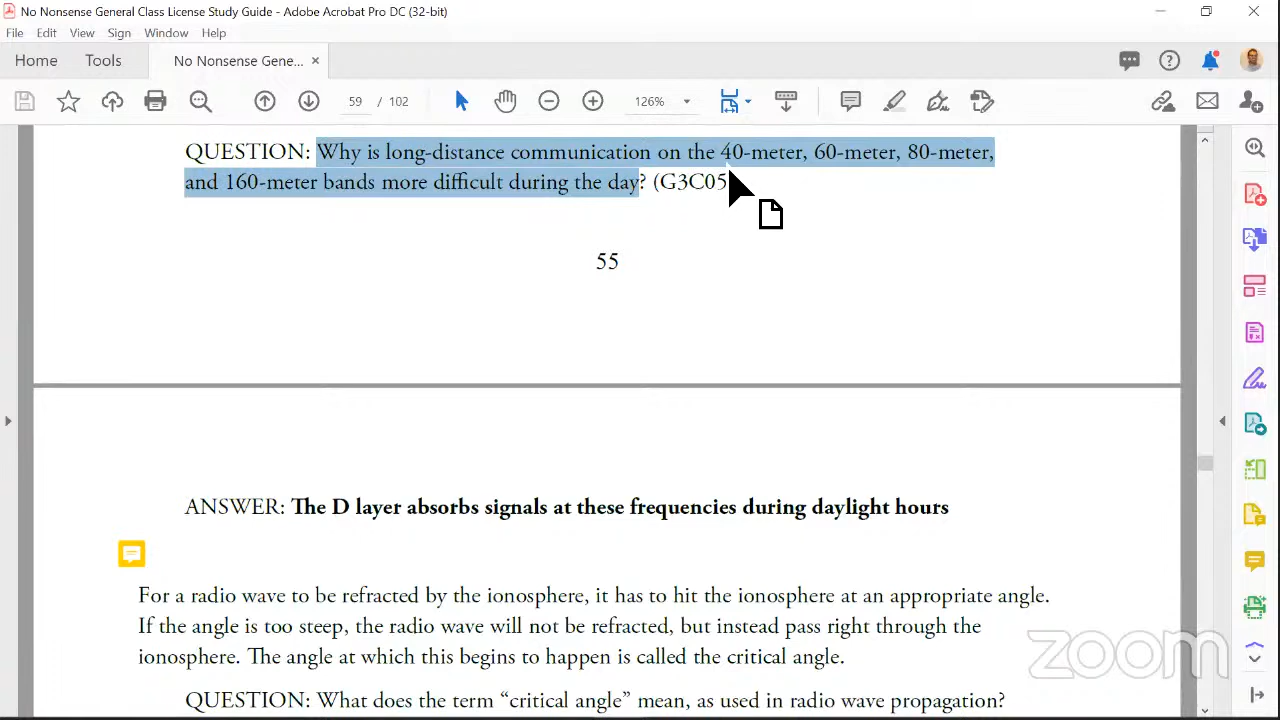 No Nonsense General Class License Study Guide - Adobe Acrobat Pro DC (32-bit)
File Edit View Sign Window Help
Home Tools No Nonsense Gene... ×
59 / 102 126%
QUESTION: Why is long-distance communication on the 40-meter, 60-meter, 80-meter,
and 160-meter bands more difficult during the day? (G3C05
55
ANSWER: The D layer absorbs signals at these frequencies during daylight hours
For a radio wave to be refracted by the ionosphere, it has to hit the ionosphere at an appropriate angle.
If the angle is too steep, the radio wave will not be refracted, but instead pass right through the
ionosphere. The angle at which this begins to happen is called the critical angle.
zoom
QUESTION: What does the term “critical angle” mean, as used in radio wave propagation?